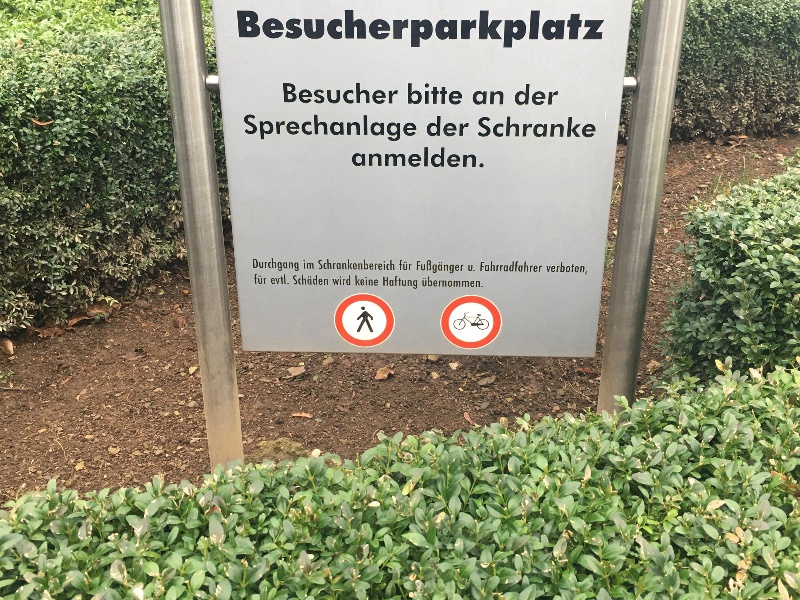 Besucherparkplatz
Besucher bitte an der
Sprechanlage der Schranke
anmelden.
Durchgang im Schrankenbereich für Fußgänger u. Fahrradfahrer verboten,
für evtl. Schäden wird keine Haftung übernommen.